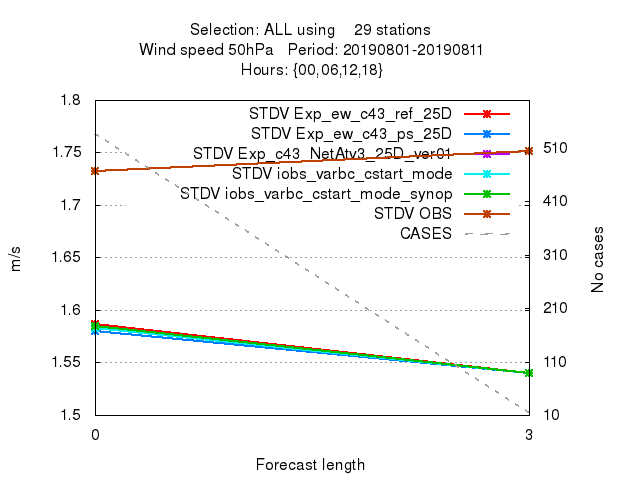 Selection: ALL using 29 stations
Wind speed 50hPa Period: 20190801-20190811
Hours: {00,06,12,18}
1.8
STDV Exp_ew_c43_ref_25D
STDV Exp_ew_c43_ps_25D
1.75
STDV Exp_c43_NetAtv3_25D_ver01
510
STDV iobs_varbc_cstart_mode
STDV iobs_varbc_cstart_mode_synop
1.7
410
STDV OBS
CASES
m/s
No cases
1.65
310
1.6
210
1.55
110
1.5
10
0
3
Forecast length